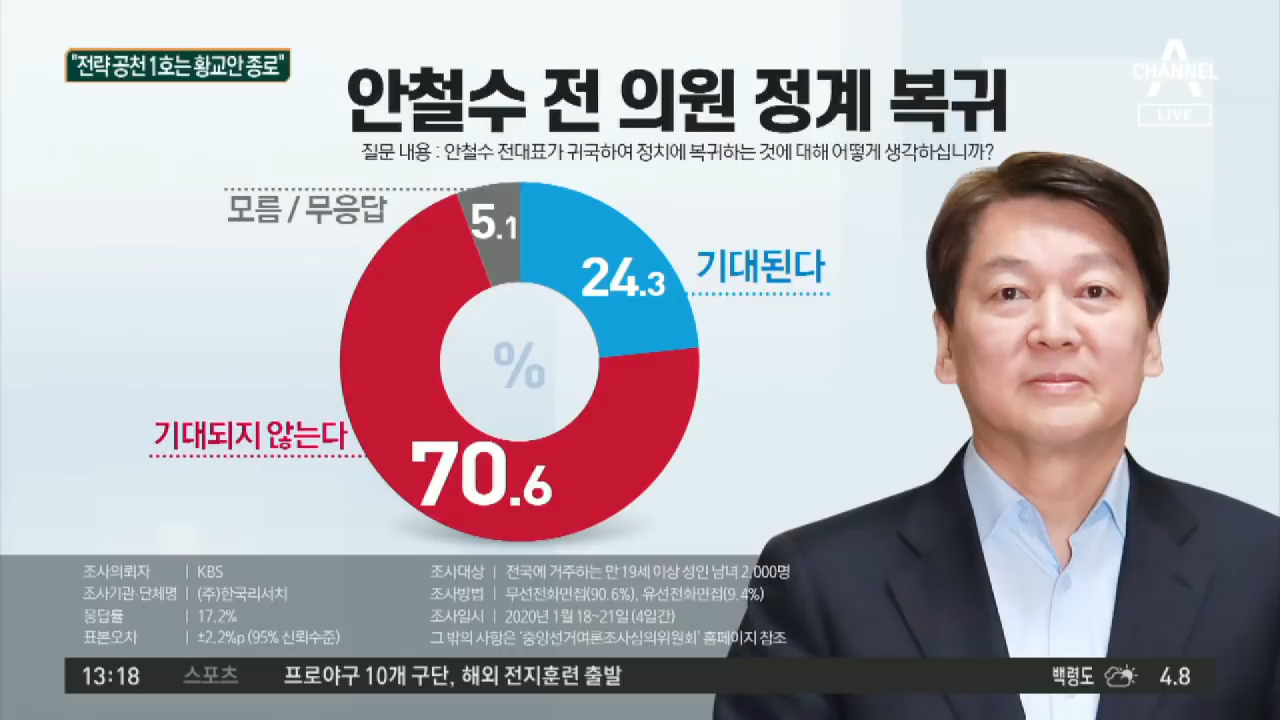 "전략 공천 1호는 황교안 종로"
CHANNEL A
LIVE
안철수 전 의원 정계 복귀
질문 내용 : 안철수 전대표가 귀국하여 정치에 복귀하는 것에 대해 어떻게 생각하십니까?
모름 / 무응답
5.1
24.3
기대된다
%
기대되지 않는다
70.6
조사의뢰자 | KBS
조사기관·단체명 | (주)한국리서치
응답률 | 17.2%
표본오차 | ±2.2%p (95% 신뢰수준)
조사대상 | 전국에 거주하는 만 19세 이상 성인 남녀 2,000명
조사방법 | 무선전화면접(90.6%), 유선전화면접(9.4%)
조사일시 | 2020년 1월 18~21일 (4일간)
그 밖의 사항은 '중앙선거여론조사심의위원회' 홈페이지 참조
13:18 스포츠 프로야구 10개 구단, 해외 전지훈련 출발 백령도 4.8